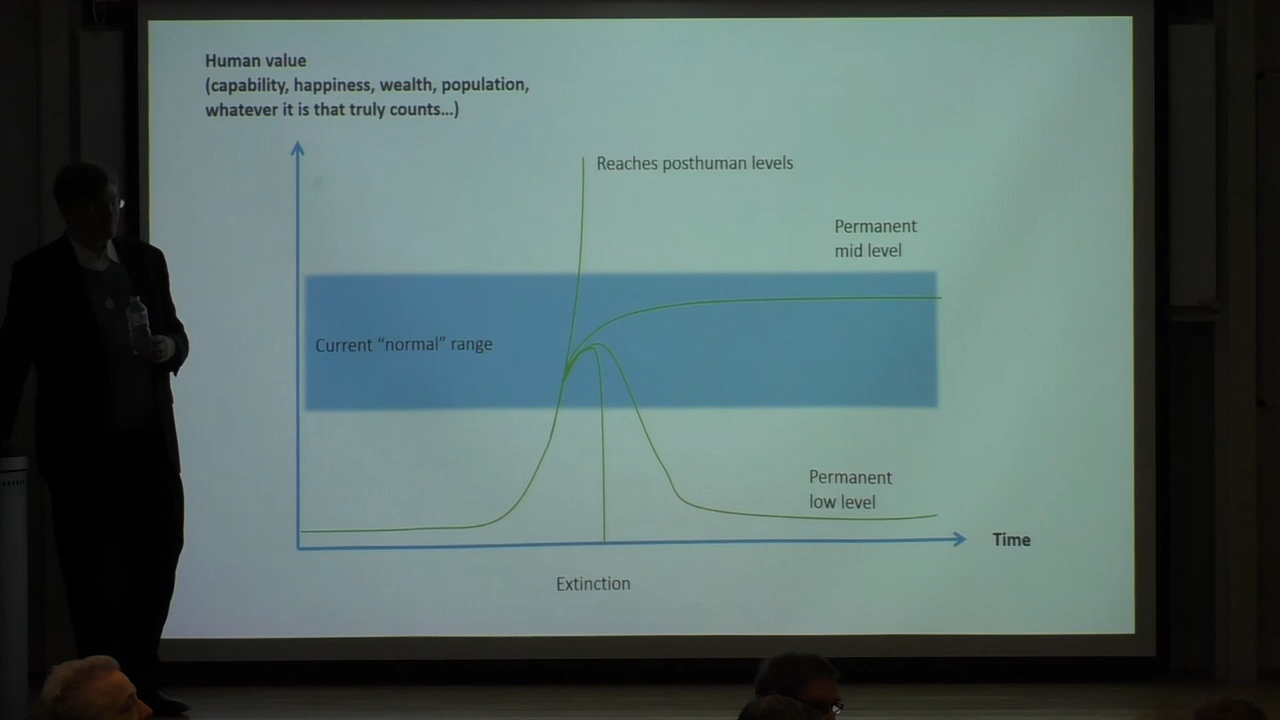 Human value
(capability, happiness, wealth, population,
whatever it is that truly counts...)
Reaches posthuman levels
Permanent
mid level
Current “normal” range
Permanent
low level
Time
Extinction